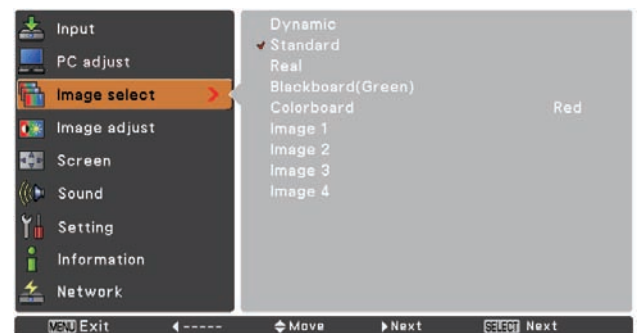 Input
PC adjust
Image select
Image adjust
Screen
Sound
Setting
Information
Network
Dynamic
Standard
Real
Blackboard(Green)
Colorboard Red
Image 1
Image 2
Image 3
Image 4
MENU Exit ◀----- Move ▶Next SELECT Next